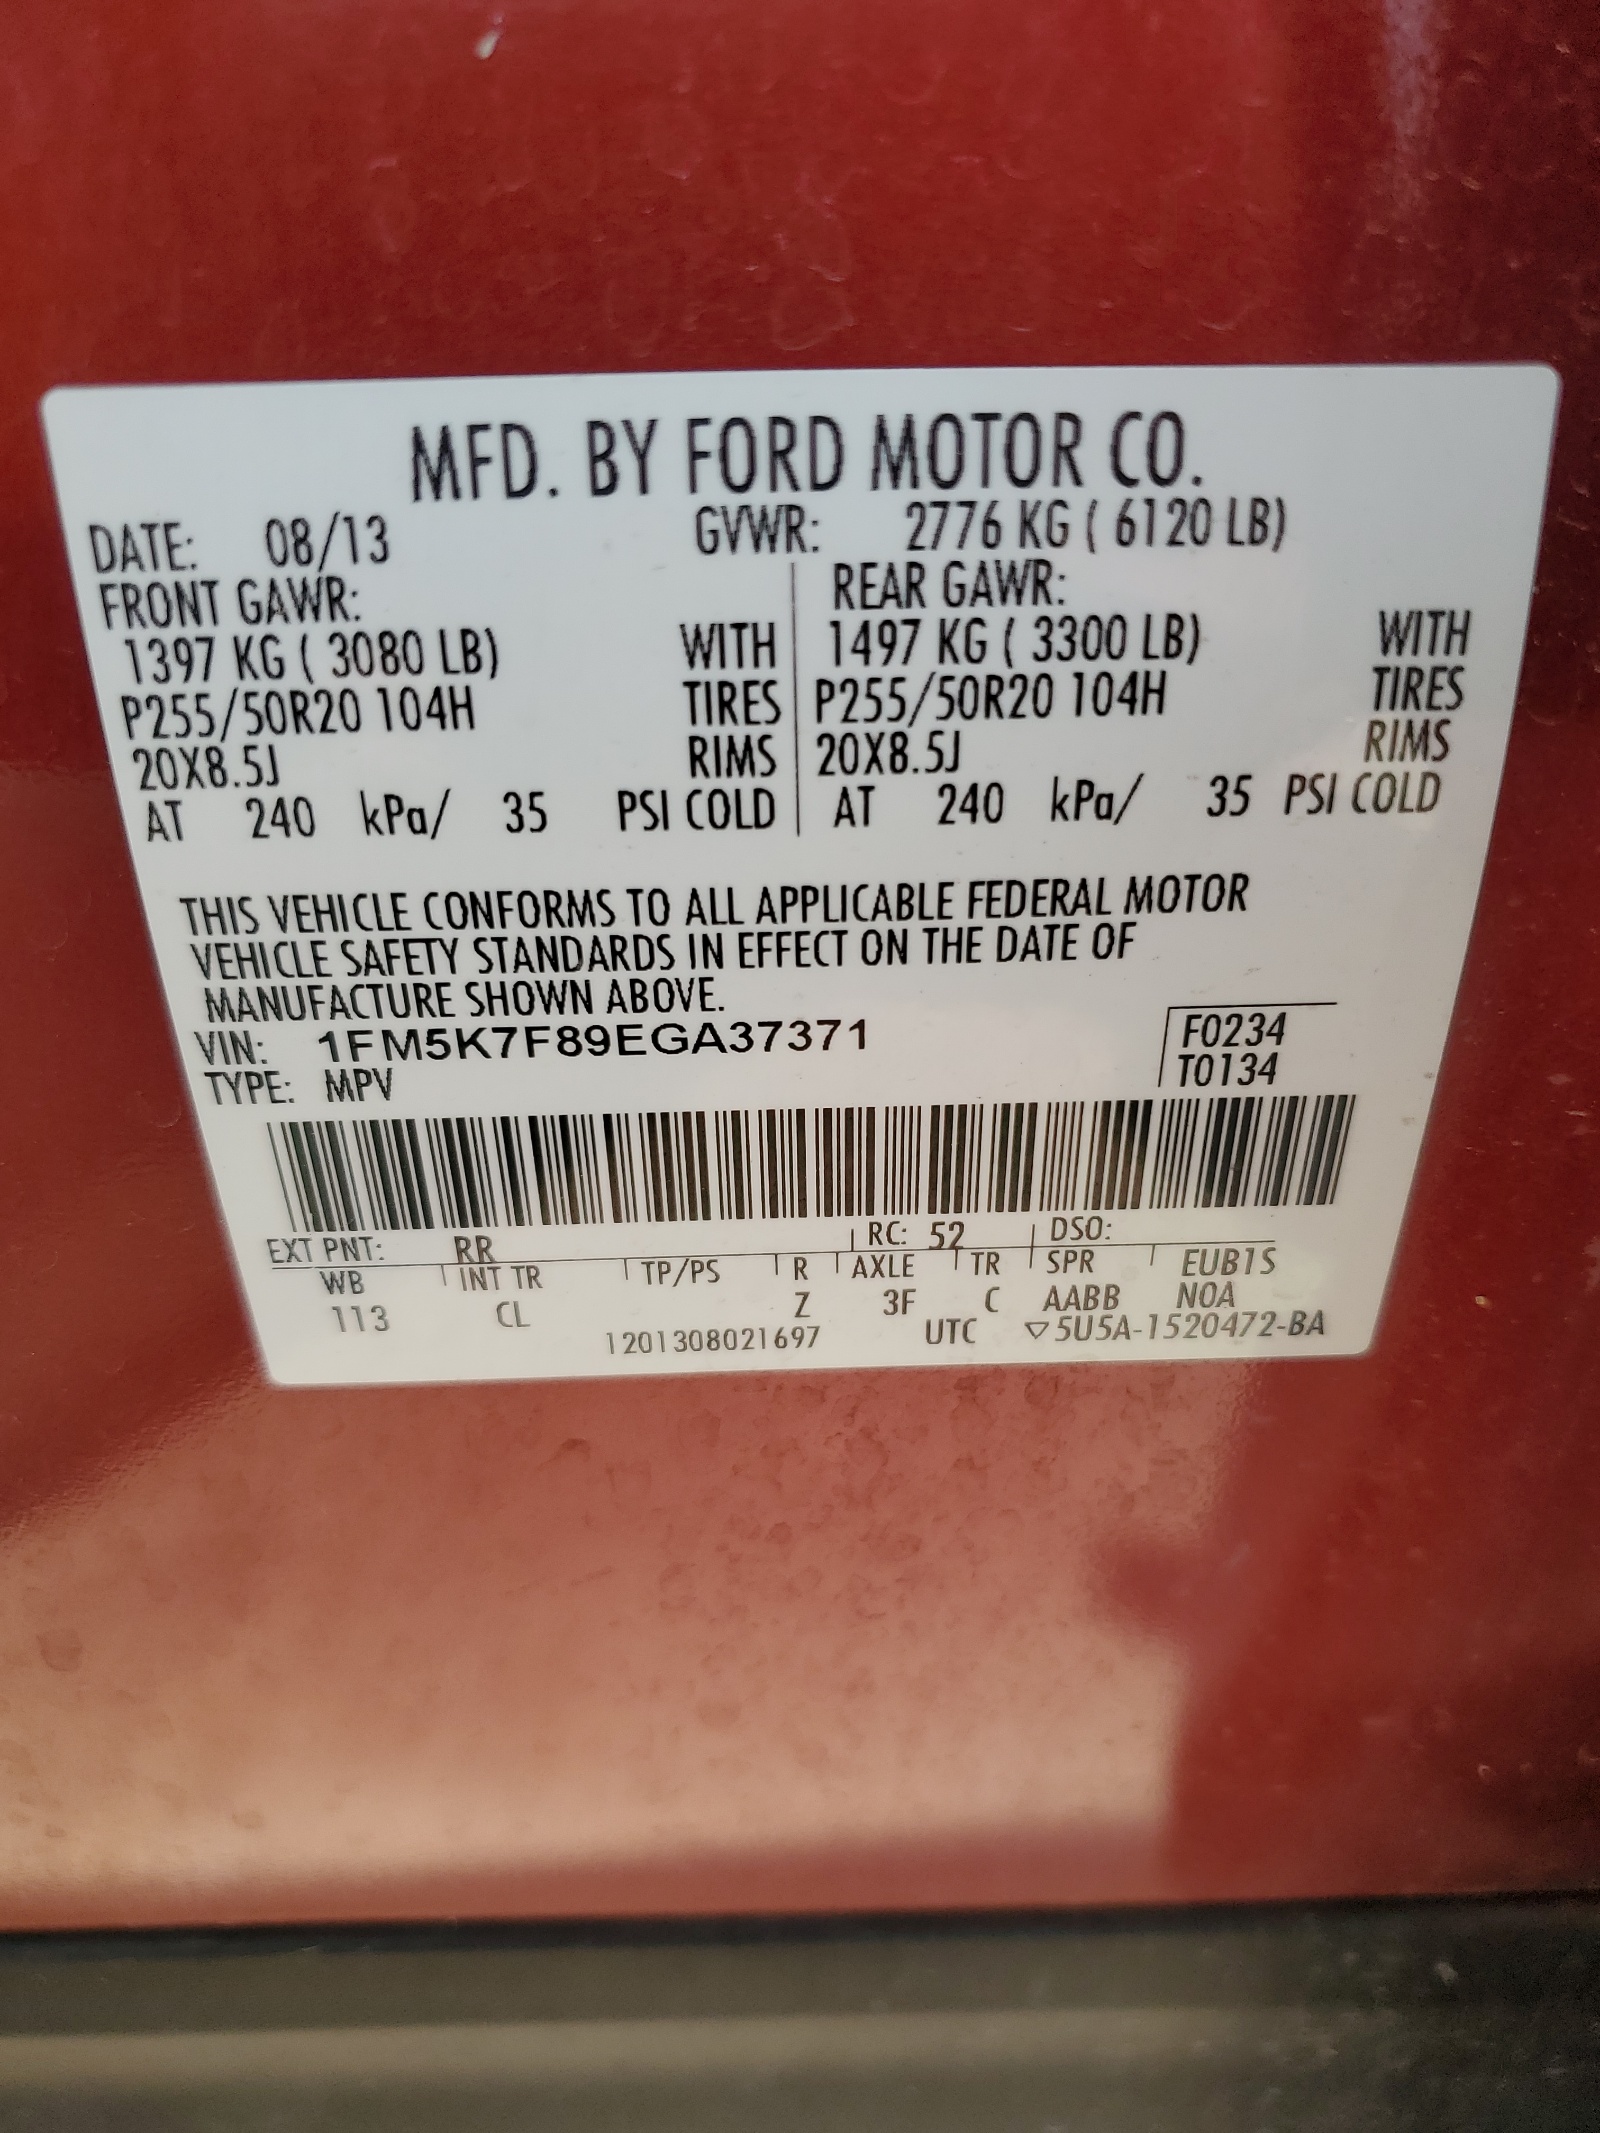 MFD. BY FORD MOTOR CO.
DATE: 08/13 GVWR: 2776 KG ( 6120 LB)
FRONT GAWR: REAR GAWR:
1397 KG ( 3080 LB) WITH 1497 KG ( 3300 LB) WITH
P255/50R20 104H TIRES P255/50R20 104H TIRES
20X8.5J RIMS 20X8.5J RIMS
AT 240 kPa/ 35 PSI COLD AT 240 kPa/ 35 PSI COLD
THIS VEHICLE CONFORMS TO ALL APPLICABLE FEDERAL MOTOR
VEHICLE SAFETY STANDARDS IN EFFECT ON THE DATE OF
MANUFACTURE SHOWN ABOVE.
VIN: 1FM5K7F89EGA37371 F0234
TYPE: MPV T0134
EXT PNT: RR RC: 52 DSO:
WB INT TR TP/PS R AXLE TR SPR EUB1S
113 CL Z 3F C AABB NOA
1201308021697 UTC ▽5U5A-1520472-BA